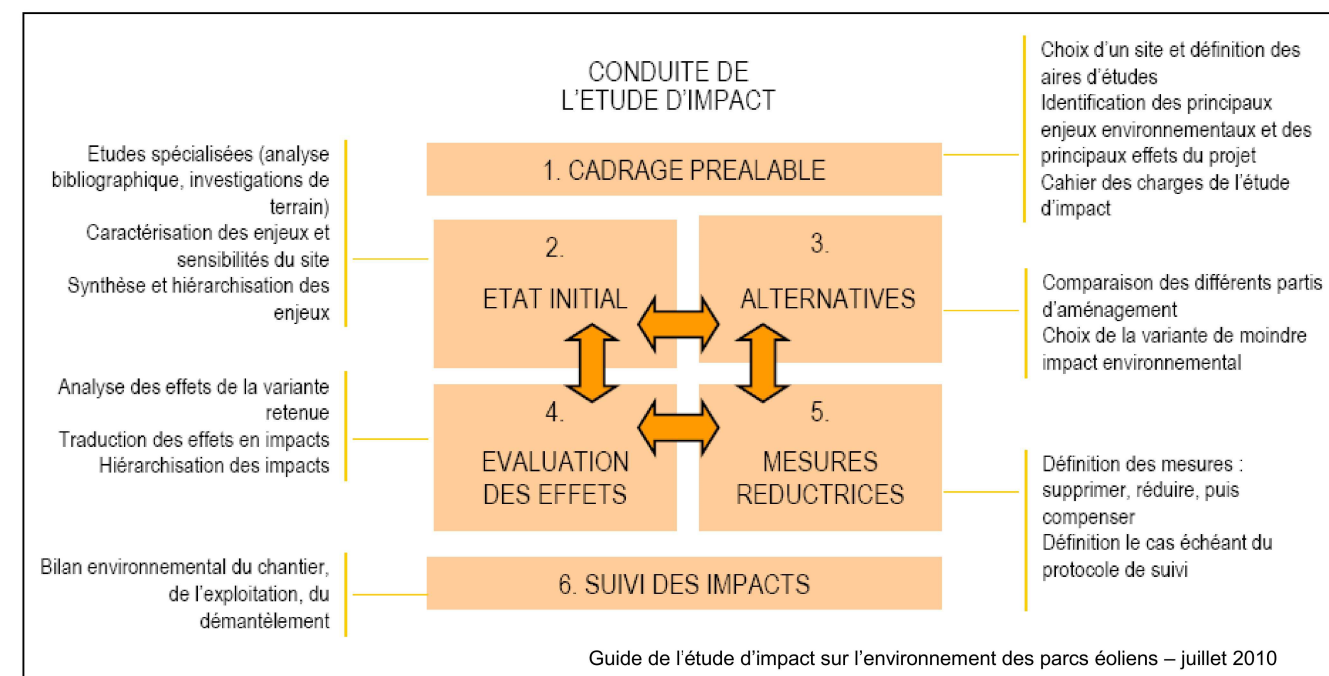 CONDUITE DE
L'ETUDE D'IMPACT
1. CADRAGE PREALABLE
Choix d'un site et définition des
aires d'études
Identification des principaux
enjeux environnementaux et des
principaux effets du projet
Cahier des charges de l'étude
d'impact
Etudes spécialisées (analyse
bibliographique, investigations de
terrain)
Caractérisation des enjeux et
sensibilités du site
Synthèse et hiérarchisation des
enjeux
2.
ETAT INITIAL
3.
ALTERNATIVES
Comparaison des différents partis
d'aménagement
Choix de la variante de moindre
impact environnemental
Analyse des effets de la variante
retenue
Traduction des effets en impacts
Hiérarchisation des impacts
4.
EVALUATION
DES EFFETS
5.
MESURES
REDUCTRICES
Définition des mesures :
supprimer, réduire, puis
compenser
Définition le cas échéant du
protocole de suivi
Bilan environnemental du chantier,
de l'exploitation, du
démantèlement
6. SUIVI DES IMPACTS
Guide de l'étude d'impact sur l'environnement des parcs éoliens – juillet 2010